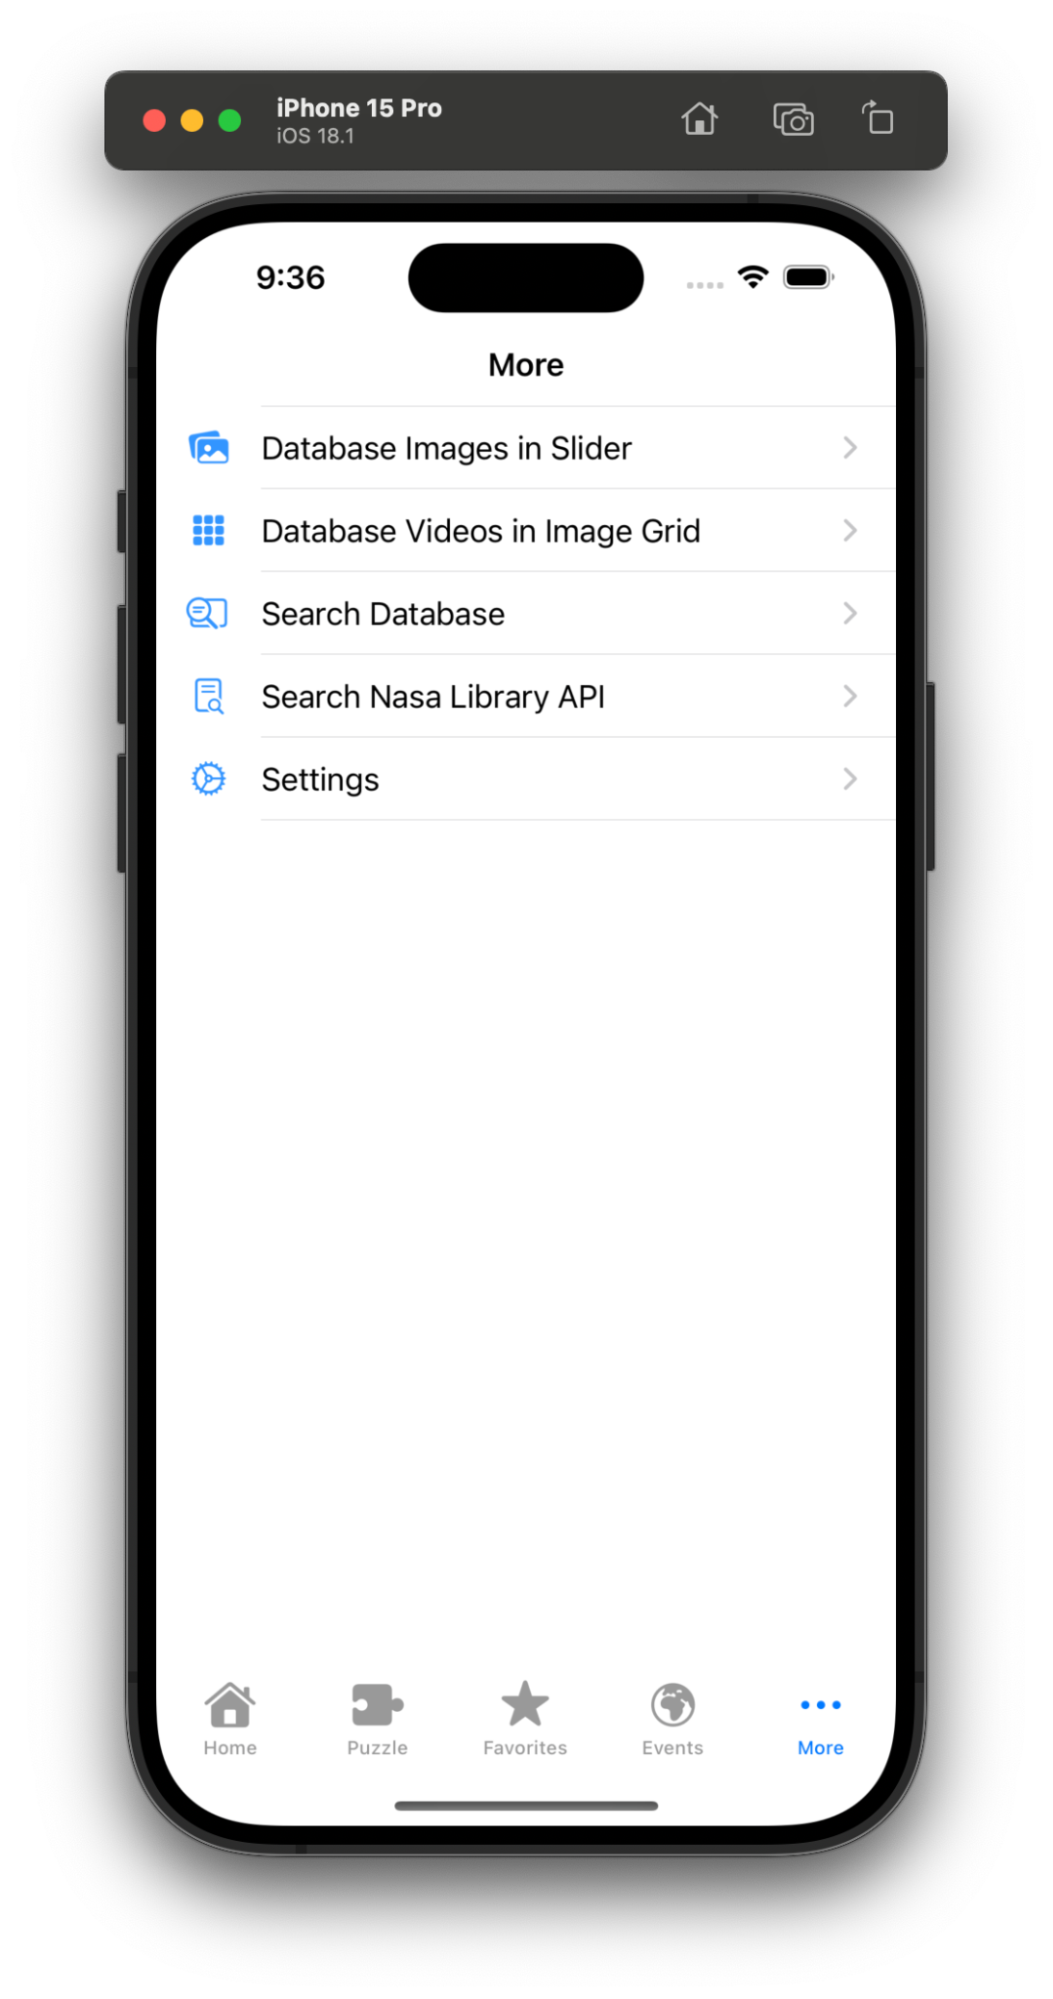 iPhone 15 Pro
iOS 18.1
9:36
More
Database Images in Slider
Database Videos in Image Grid
Search Database
Search Nasa Library API
Settings
Home Puzzle Favorites Events More